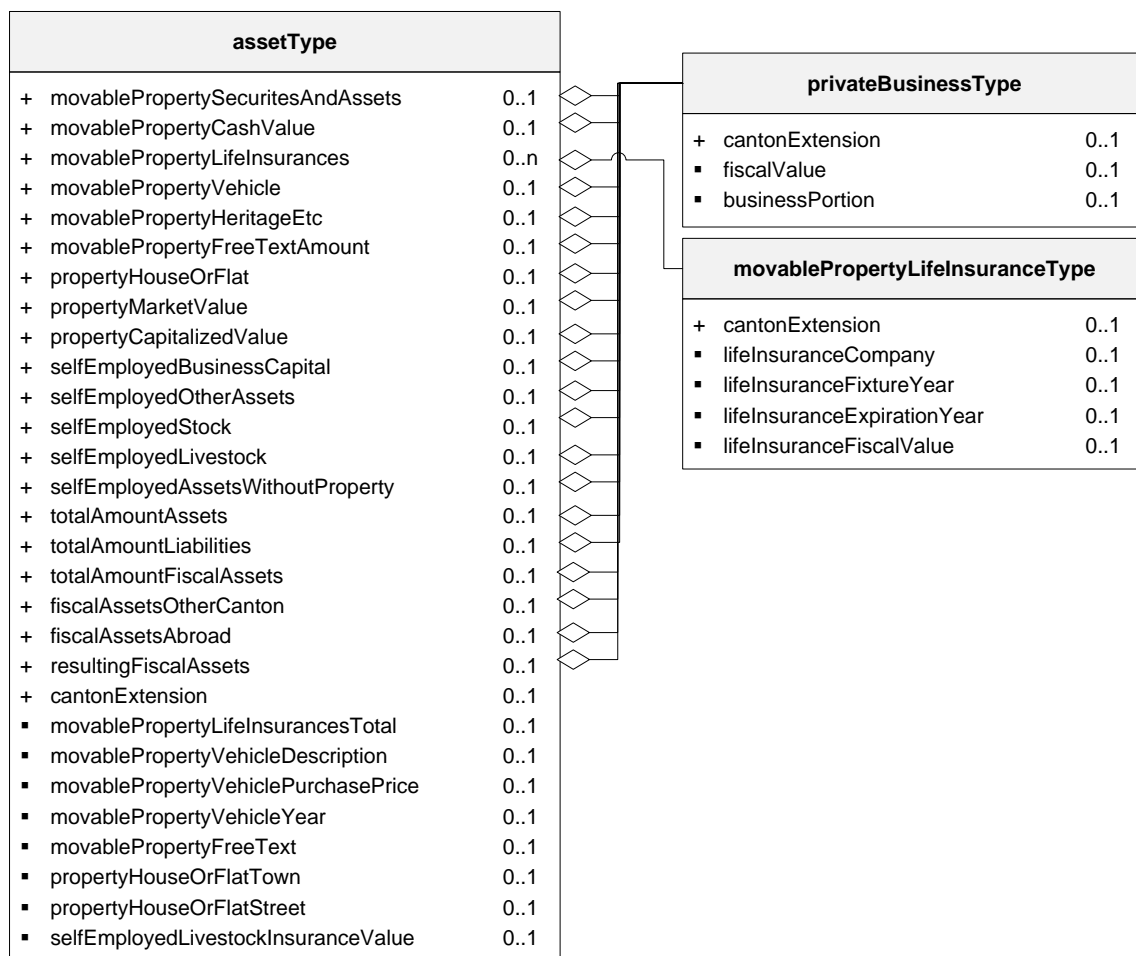 assetType
+ movablePropertySecuritesAndAssets 0..1
+ movablePropertyCashValue 0..1
+ movablePropertyLifeInsurances 0..n
+ movablePropertyVehicle 0..1
+ movablePropertyHeritageEtc 0..1
+ movablePropertyFreeTextAmount 0..1
+ propertyHouseOrFlat 0..1
+ propertyMarketValue 0..1
+ propertyCapitalizedValue 0..1
+ selfEmployedBusinessCapital 0..1
+ selfEmployedOtherAssets 0..1
+ selfEmployedStock 0..1
+ selfEmployedLivestock 0..1
+ selfEmployedAssetsWithoutProperty 0..1
+ totalAmountAssets 0..1
+ totalAmountLiabilities 0..1
+ totalAmountFiscalAssets 0..1
+ fiscalAssetsOtherCanton 0..1
+ fiscalAssetsAbroad 0..1
+ resultingFiscalAssets 0..1
+ cantonExtension 0..1
▪ movablePropertyLifeInsurancesTotal 0..1
▪ movablePropertyVehicleDescription 0..1
▪ movablePropertyVehiclePurchasePrice 0..1
▪ movablePropertyVehicleYear 0..1
▪ movablePropertyFreeText 0..1
▪ propertyHouseOrFlatTown 0..1
▪ propertyHouseOrFlatStreet 0..1
▪ selfEmployedLivestockInsuranceValue 0..1
privateBusinessType
+ cantonExtension 0..1
▪ fiscalValue 0..1
▪ businessPortion 0..1
movablePropertyLifeInsuranceType
+ cantonExtension 0..1
▪ lifeInsuranceCompany 0..1
▪ lifeInsuranceFixtureYear 0..1
▪ lifeInsuranceExpirationYear 0..1
▪ lifeInsuranceFiscalValue 0..1